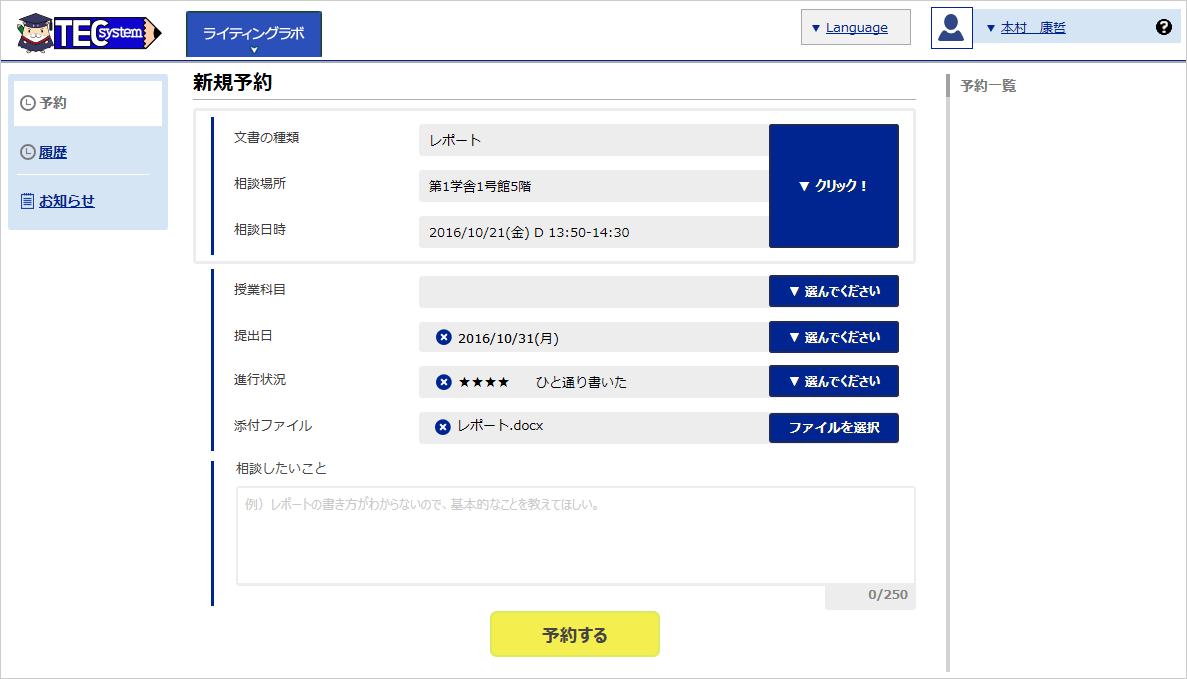 TEC system
ライティングラボ
▼ Language
▼ 本村 康哲
予約
履歴
お知らせ
新規予約
文書の種類 レポート
相談場所 第1学舎1号館5階
▼ クリック！
相談日時 2016/10/21(金) D 13:50-14:30
授業科目 ▼ 選んでください
提出日 2016/10/31(月) ▼ 選んでください
進行状況 ★★★★ ひと通り書いた ▼ 選んでください
添付ファイル レポート.docx ファイルを選択
相談したいこと
例）レポートの書き方がわからないので、基本的なことを教えてほしい。
0/250
予約する
予約一覧